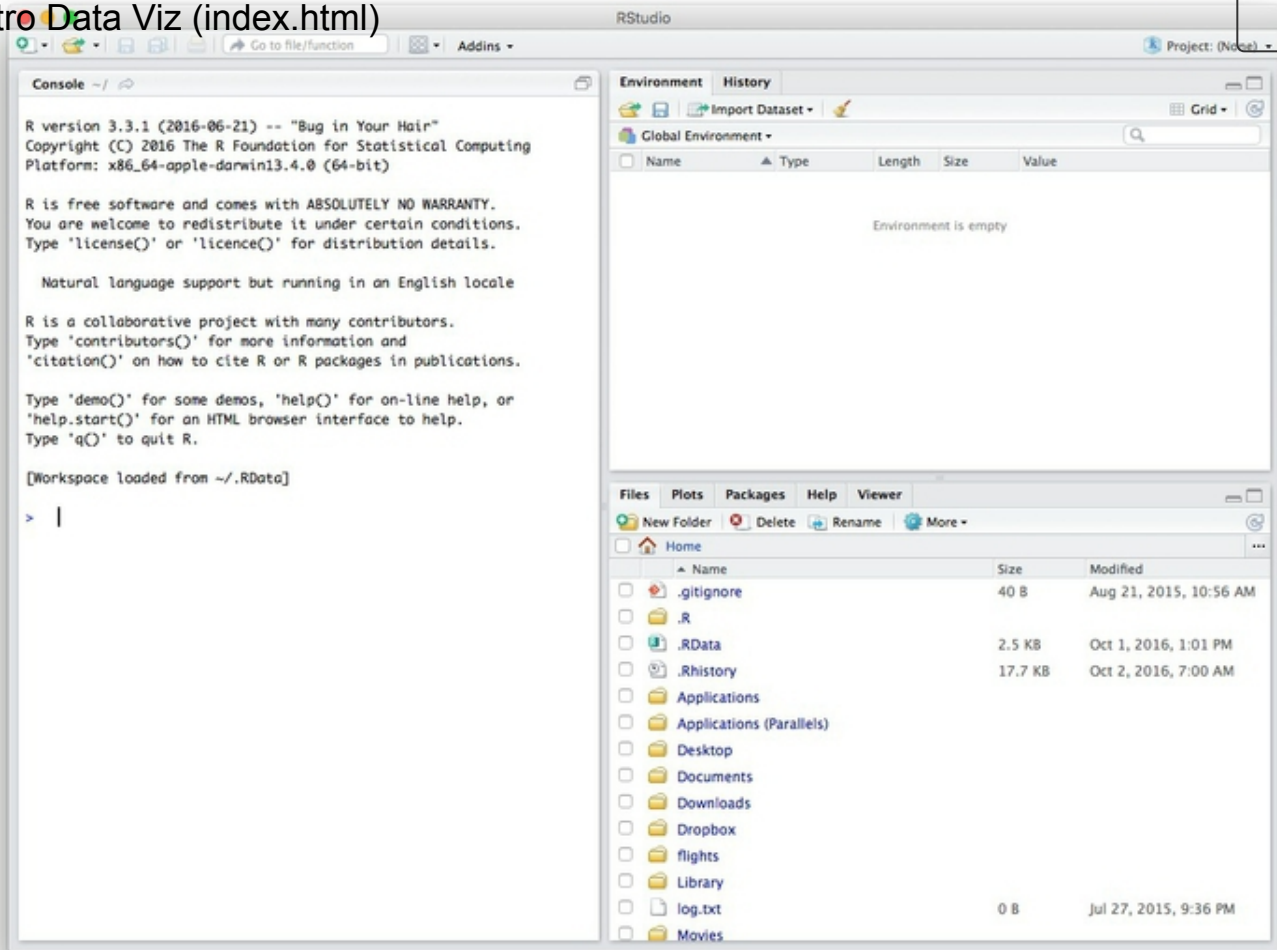 tro Data Viz (index.html)
RStudio
Go to file/function
Addins
Project: (None)
Console ~/
R version 3.3.1 (2016-06-21) -- "Bug in Your Hair"
Copyright (C) 2016 The R Foundation for Statistical Computing
Platform: x86_64-apple-darwin13.4.0 (64-bit)
R is free software and comes with ABSOLUTELY NO WARRANTY.
You are welcome to redistribute it under certain conditions.
Type 'license()' or 'licence()' for distribution details.
Natural language support but running in an English locale
R is a collaborative project with many contributors.
Type 'contributors()' for more information and
'citation()' on how to cite R or R packages in publications.
Type 'demo()' for some demos, 'help()' for on-line help, or
'help.start()' for an HTML browser interface to help.
Type 'q()' to quit R.
[Workspace loaded from ~/.RData]
>
Environment History
Import Dataset
Grid
Global Environment
Name Type Length Size Value
Environment is empty
Files Plots Packages Help Viewer
New Folder Delete Rename More
Home ...
Name Size Modified
.gitignore 40 B Aug 21, 2015, 10:56 AM
.R
.RData 2.5 KB Oct 1, 2016, 1:01 PM
.Rhistory 17.7 KB Oct 2, 2016, 7:00 AM
Applications
Applications (Parallels)
Desktop
Documents
Downloads
Dropbox
flights
Library
log.txt 0 B Jul 27, 2015, 9:36 PM
Movies